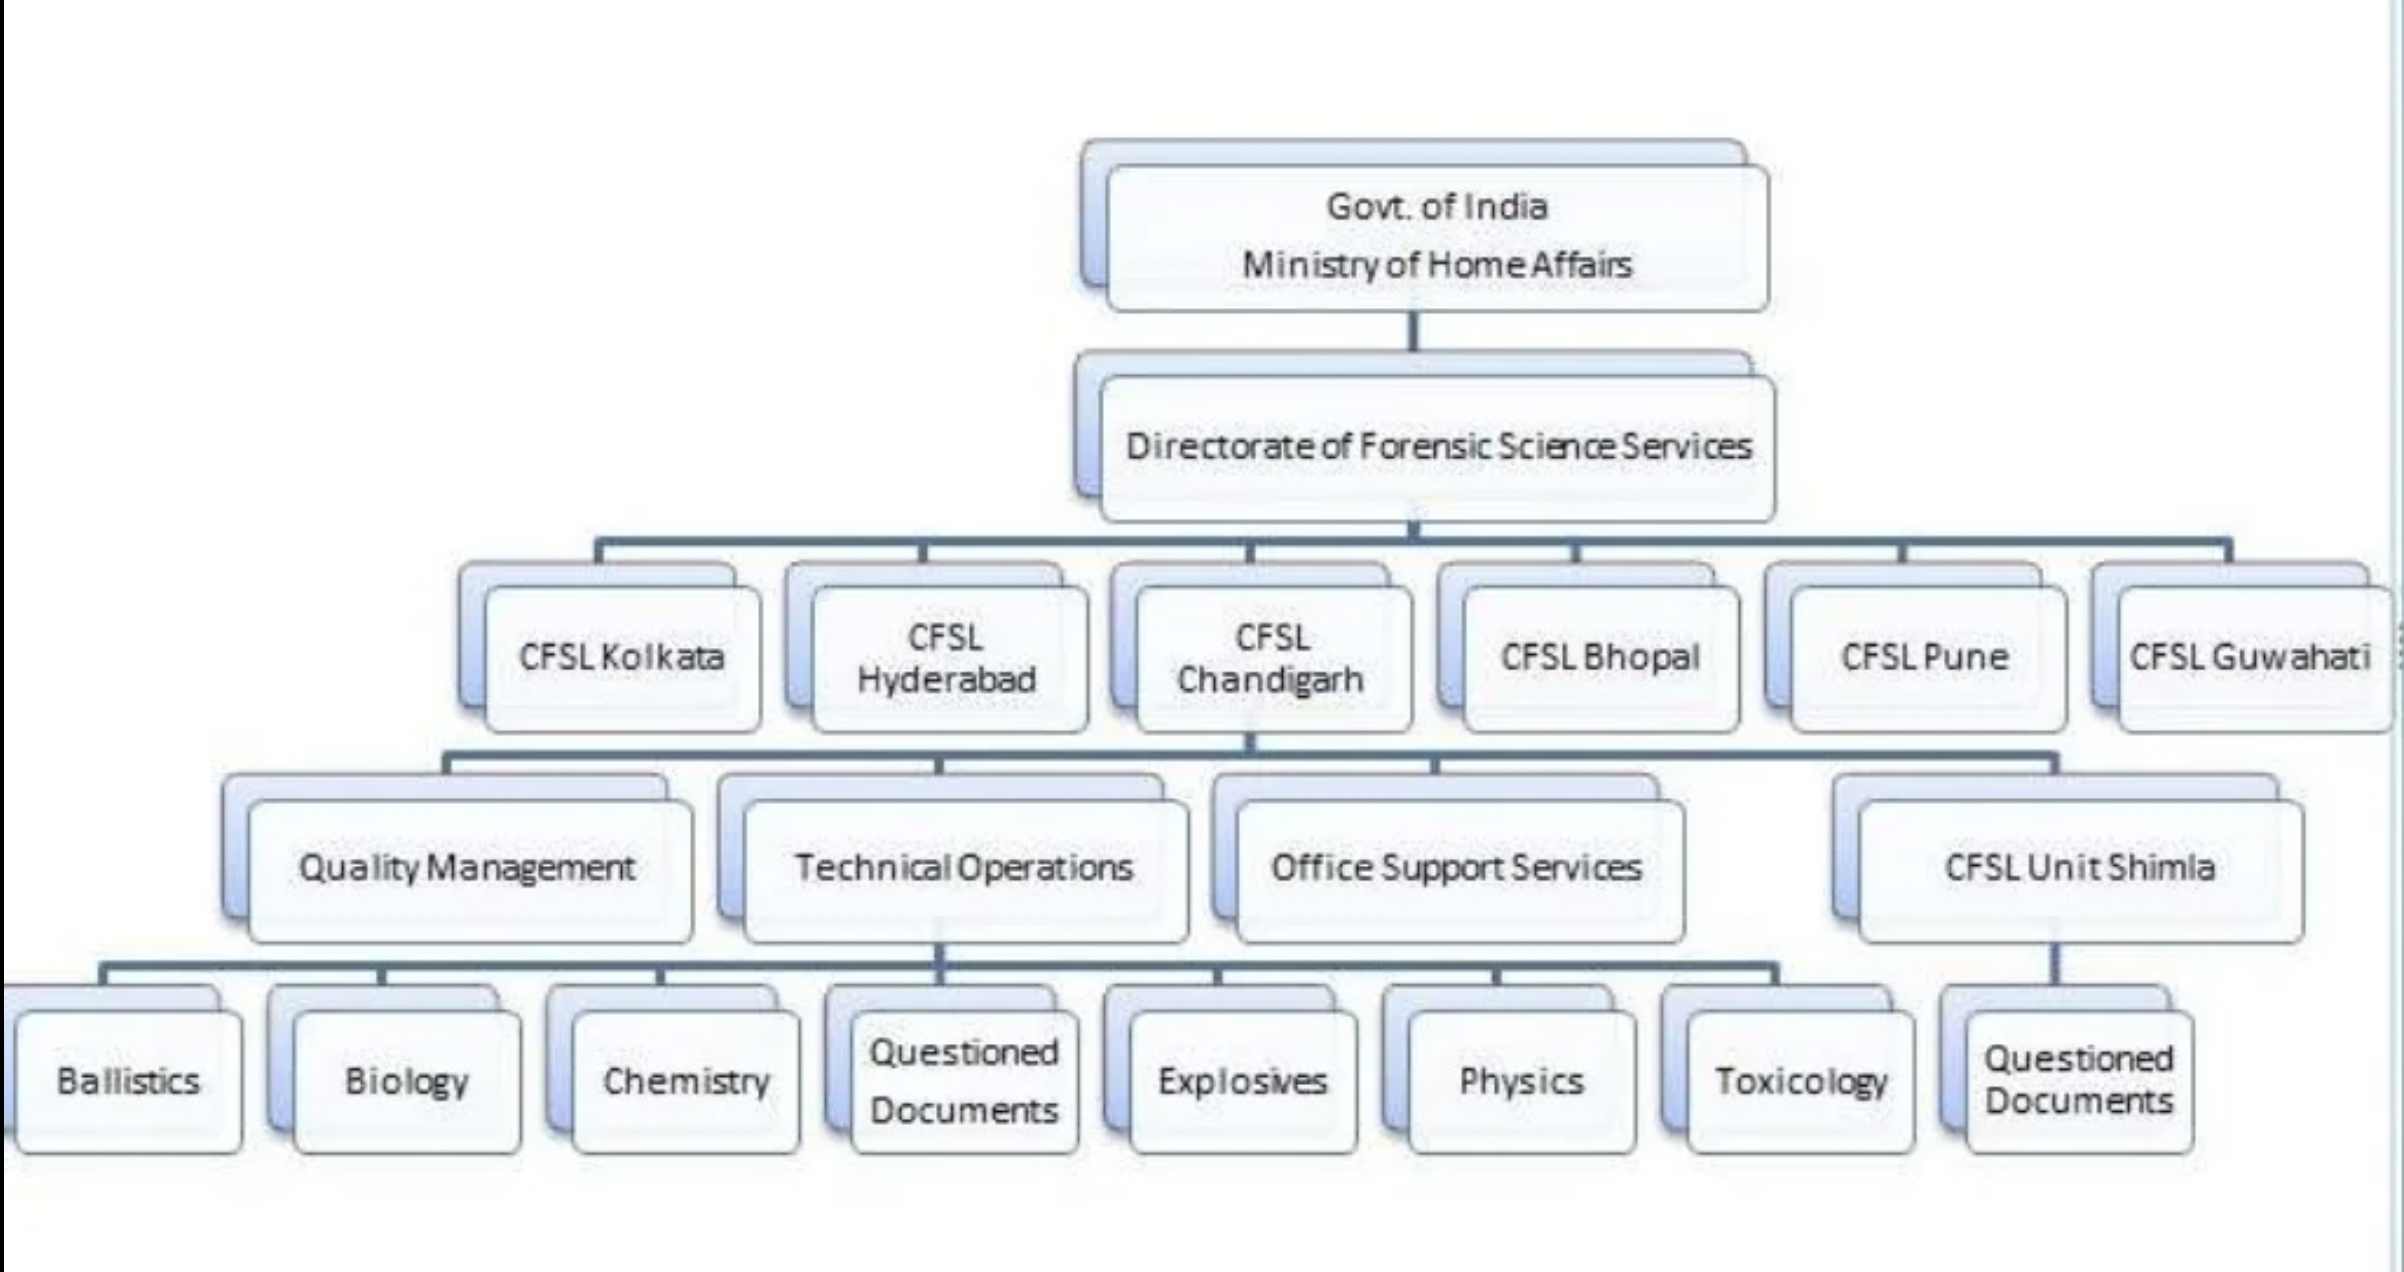 Govt. of India
Ministry of Home Affairs
Directorate of Forensic Science Services
CFSL Kolkata
CFSL
Hyderabad
CFSL
Chandigarh
CFSL Bhopal
CFSL Pune
CFSL Guwahati
Quality Management
Technical Operations
Office Support Services
CFSL Unit Shimla
Ballistics
Biology
Chemistry
Questioned
Documents
Explosives
Physics
Toxicology
Questioned
Documents